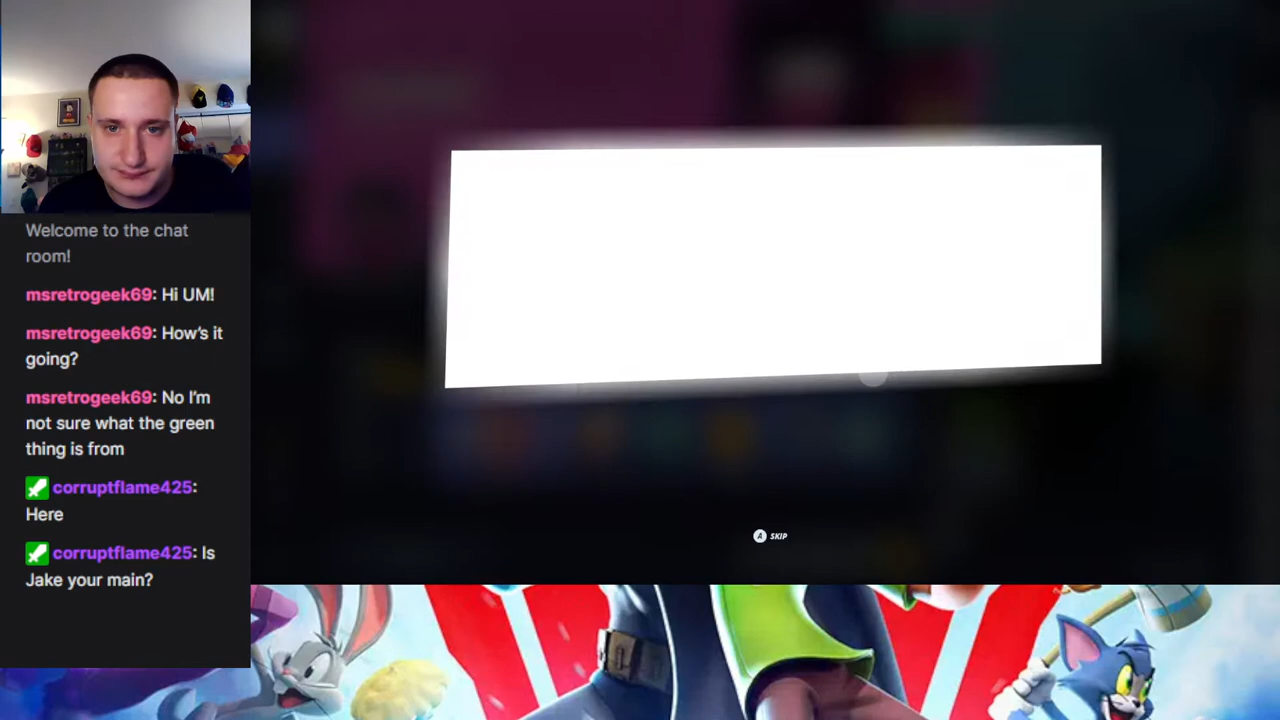 Welcome to the chat
room!
msretrogeek69: Hi UM!
msretrogeek69: How's it
going?
msretrogeek69: No I'm
not sure what the green
thing is from
corruptflame425:
Here
corruptflame425: Is
Jake your main?
A SKIP